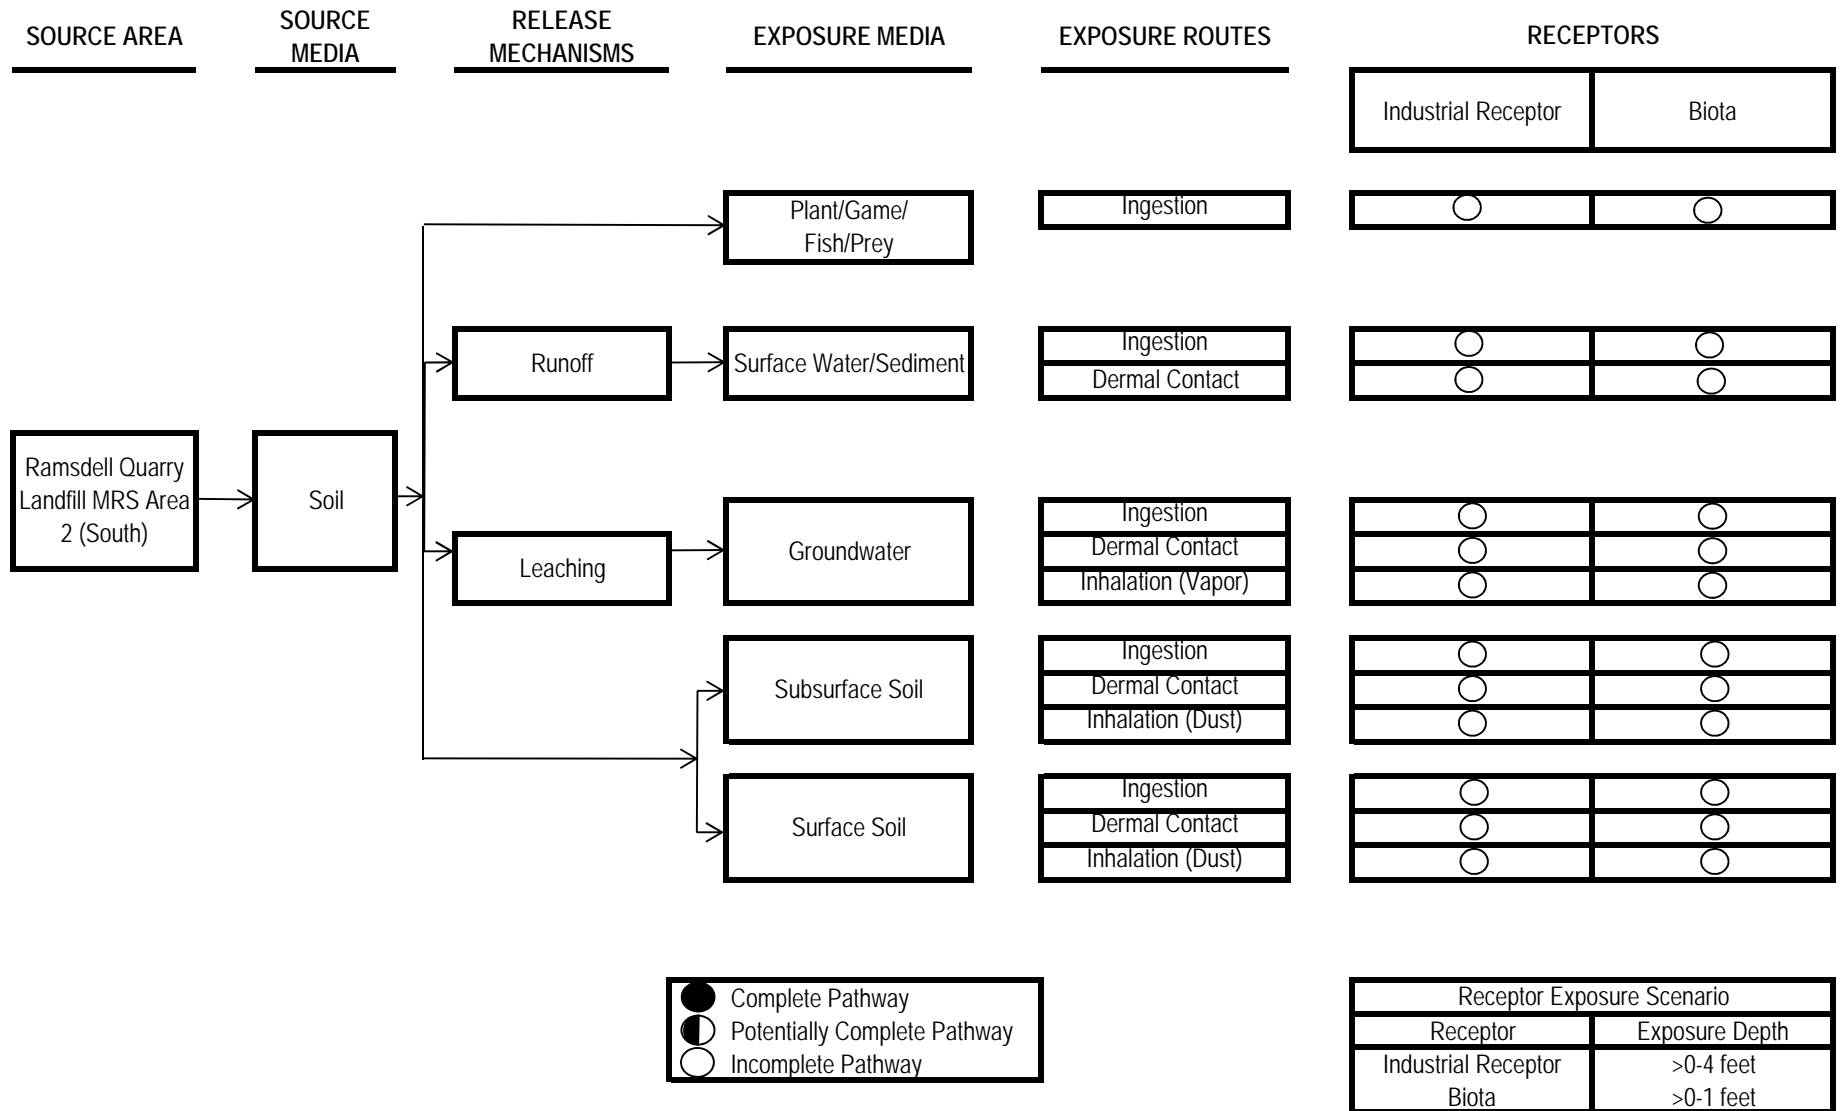 SOURCE AREA
SOURCE
MEDIA
RELEASE
MECHANISMS
EXPOSURE MEDIA
EXPOSURE ROUTES
RECEPTORS
Industrial Receptor
Biota
Plant/Game/
Fish/Prey
Ingestion
Runoff
Surface Water/Sediment
Ingestion
Dermal Contact
Ramsdell Quarry
Landfill MRS Area
2 (South)
Soil
Leaching
Groundwater
Ingestion
Dermal Contact
Inhalation (Vapor)
Subsurface Soil
Ingestion
Dermal Contact
Inhalation (Dust)
Surface Soil
Ingestion
Dermal Contact
Inhalation (Dust)
Complete Pathway
Potentially Complete Pathway
Incomplete Pathway
Receptor Exposure Scenario
Receptor
Exposure Depth
Industrial Receptor
>0-4 feet
Biota
>0-1 feet